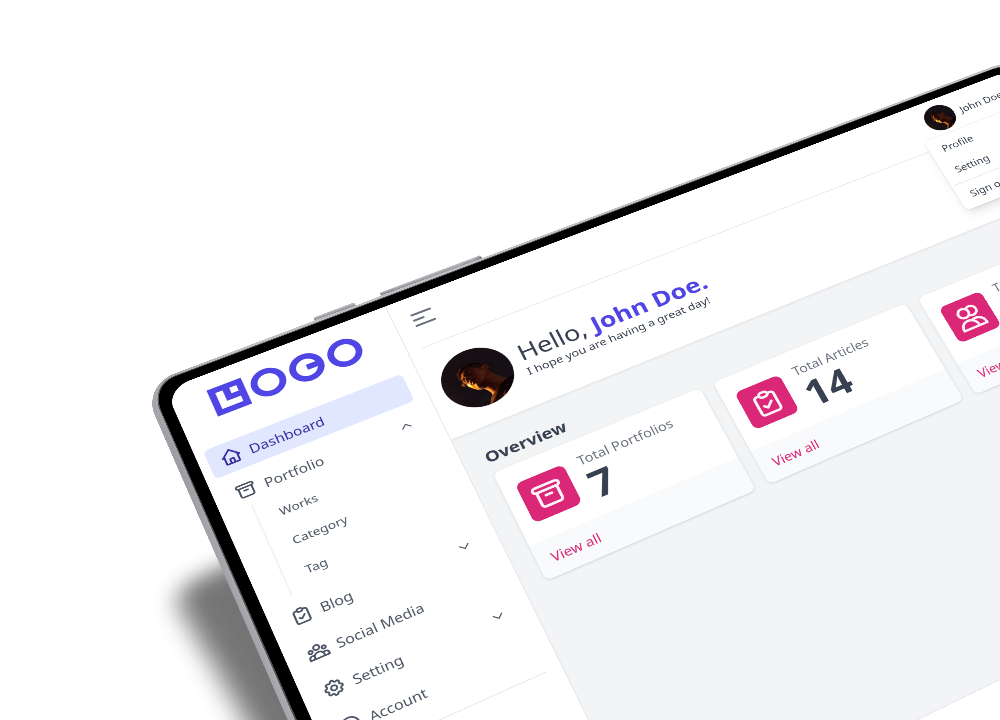 LOGO
Dashboard
Portfolio
Works
Category
Tag
Blog
Social Media
Setting
Account
John Doe
Profile
Setting
Sign
Hello, John Doe.
I hope you are having a great day!
Overview
Total Portfolios
7
View all
Total Articles
14
View all